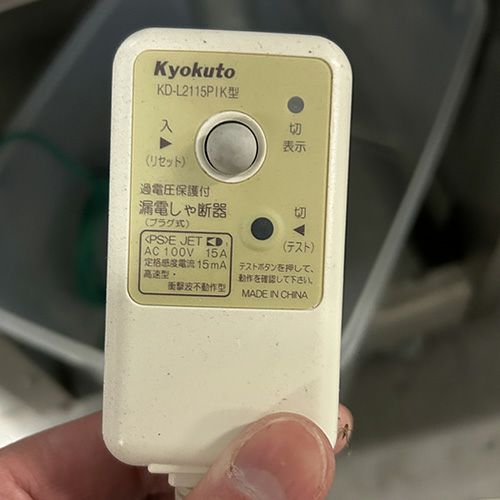 Kyokuto
KD-L2115PIK型
入
▶
(リセット)
切
表示
過電圧保護付
漏電しゃ断器
(プラグ式)
切
◀
(テスト)
<PS>E JET
AC100V 15A
定格感度電流15mA
高速型・
衝撃波不動作型
テストボタンを押して、
動作を確認して下さい。
MADE IN CHINA